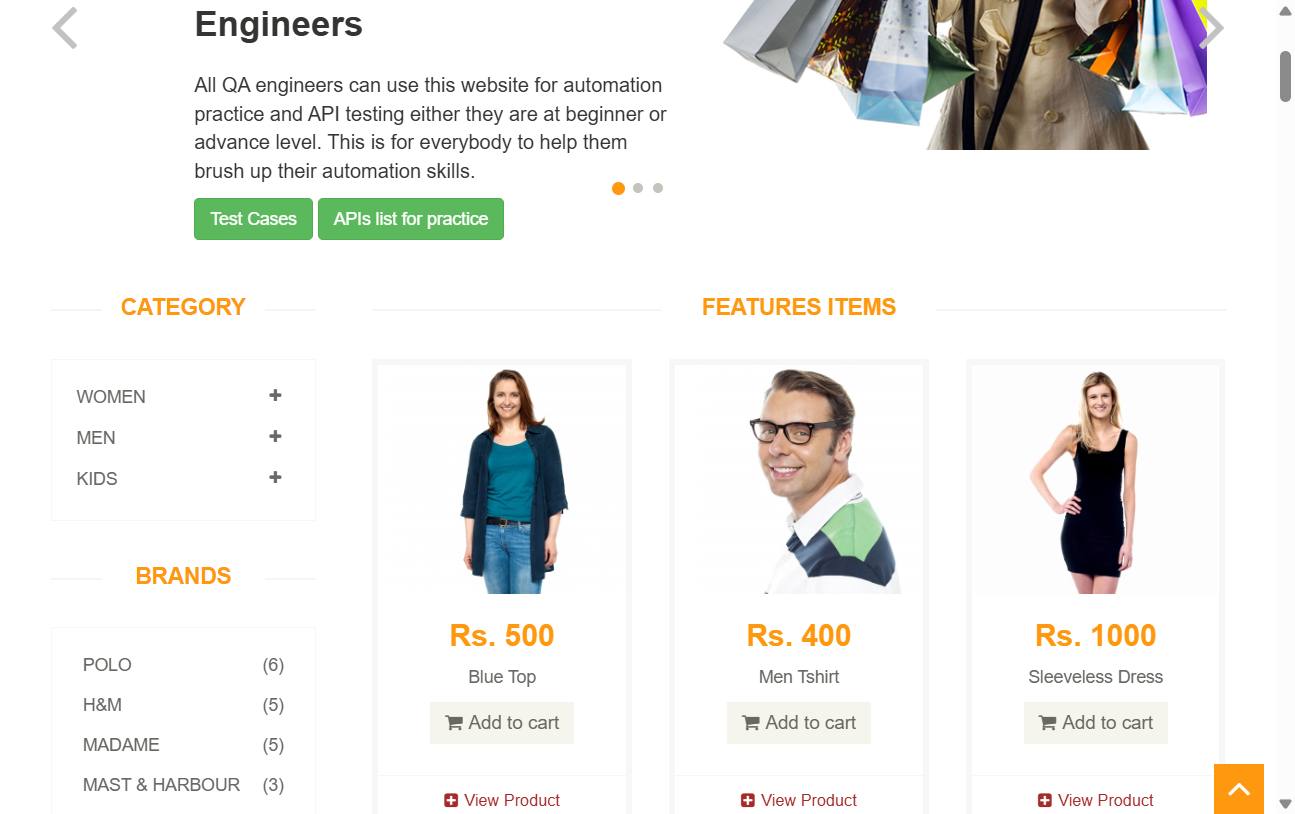 Engineers
All QA engineers can use this website for automation
practice and API testing either they are at beginner or
advance level. This is for everybody to help them
brush up their automation skills.
Test Cases
APIs list for practice
CATEGORY
WOMEN
MEN
KIDS
BRANDS
POLO (6)
H&M (5)
MADAME (5)
MAST & HARBOUR (3)
FEATURES ITEMS
Rs. 500
Blue Top
Add to cart
View Product
Rs. 400
Men Tshirt
Add to cart
View Product
Rs. 1000
Sleeveless Dress
Add to cart
View Product